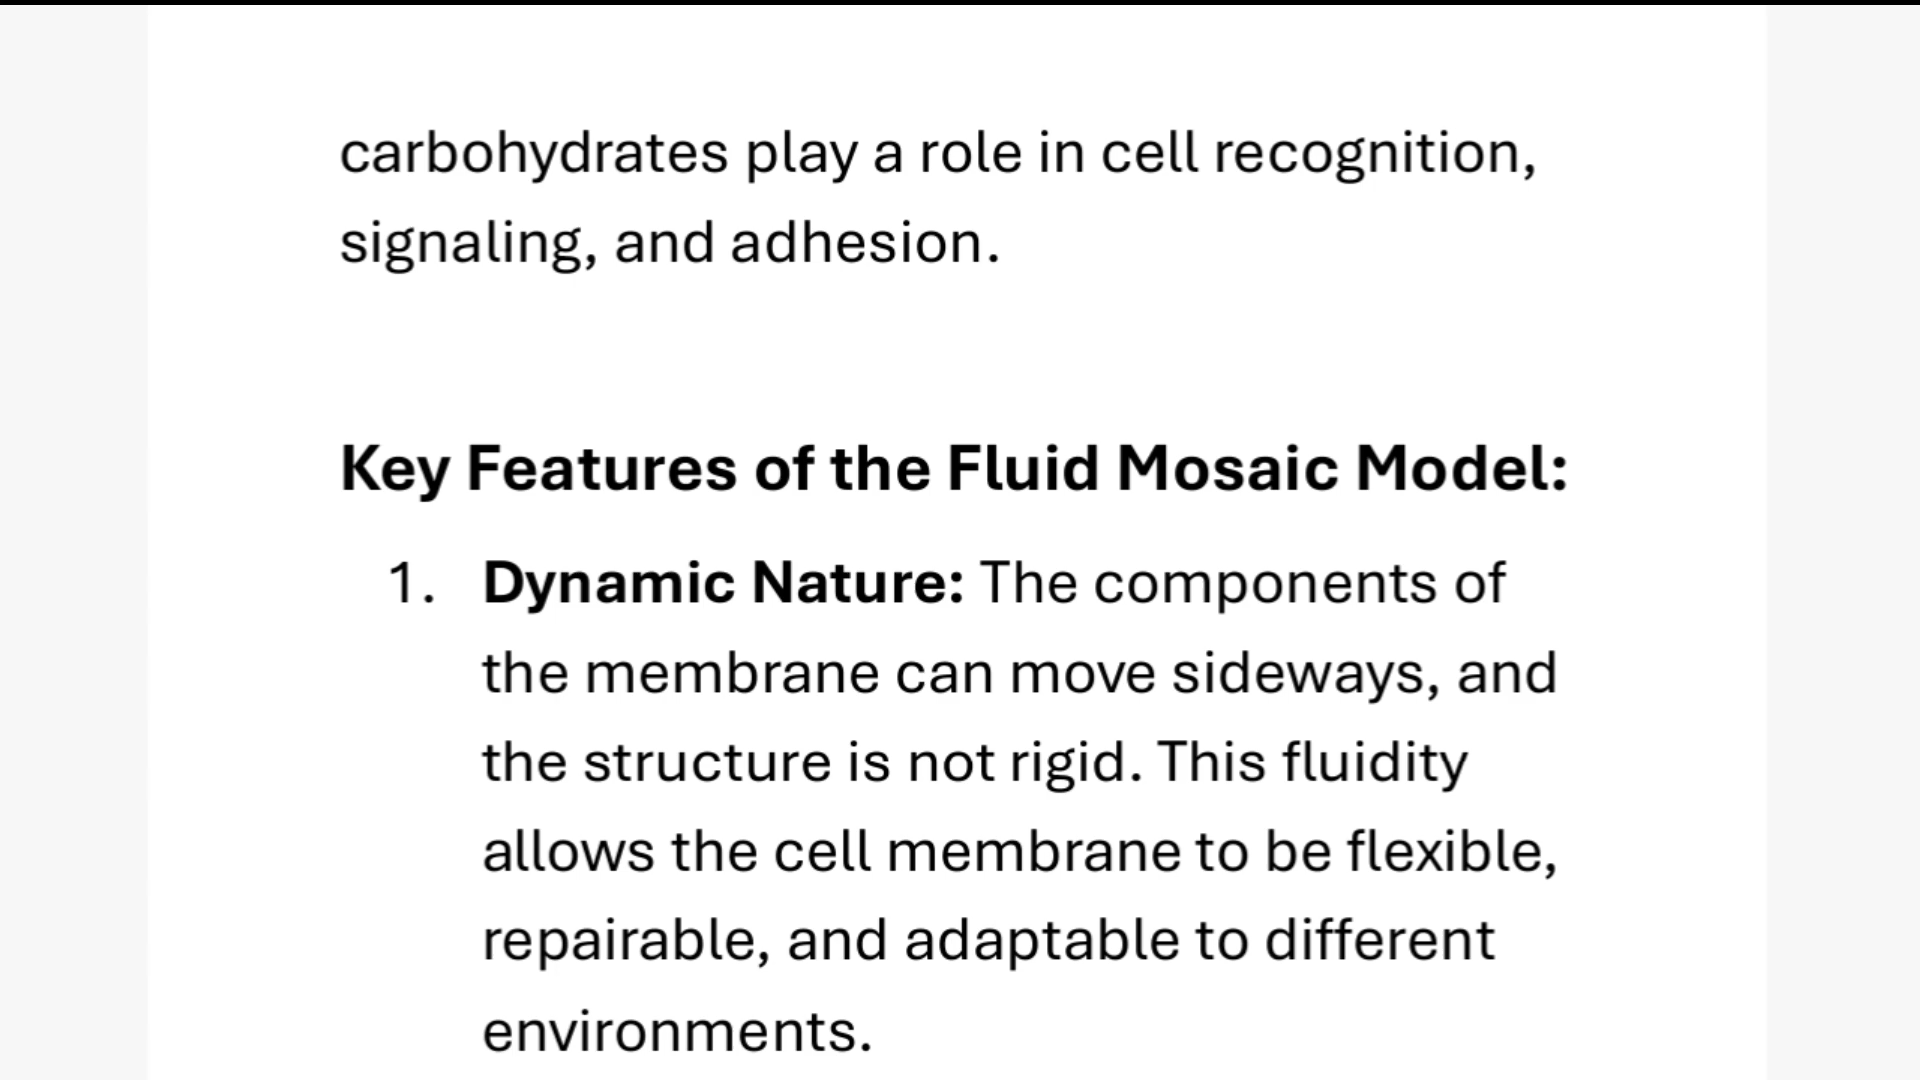 carbohydrates play a role in cell recognition,
signaling, and adhesion.
Key Features of the Fluid Mosaic Model:
1. Dynamic Nature: The components of
the membrane can move sideways, and
the structure is not rigid. This fluidity
allows the cell membrane to be flexible,
repairable, and adaptable to different
environments.